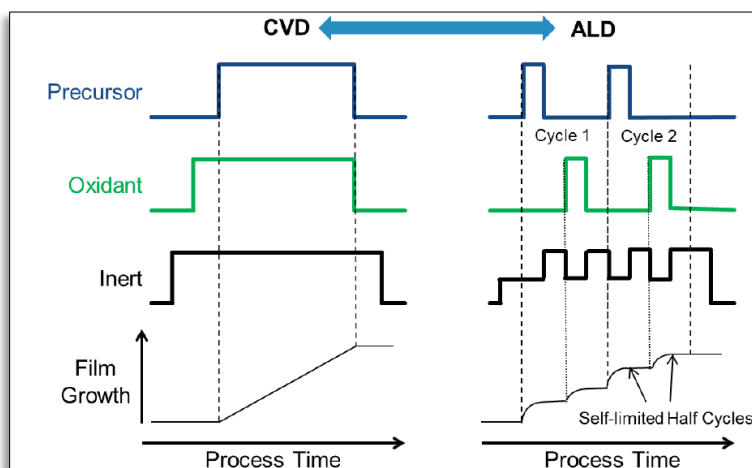 CVD
ALD
Precursor
Cycle 1
Cycle 2
Oxidant
Inert
Film
Growth
Self-limited Half Cycles
Process Time
Process Time